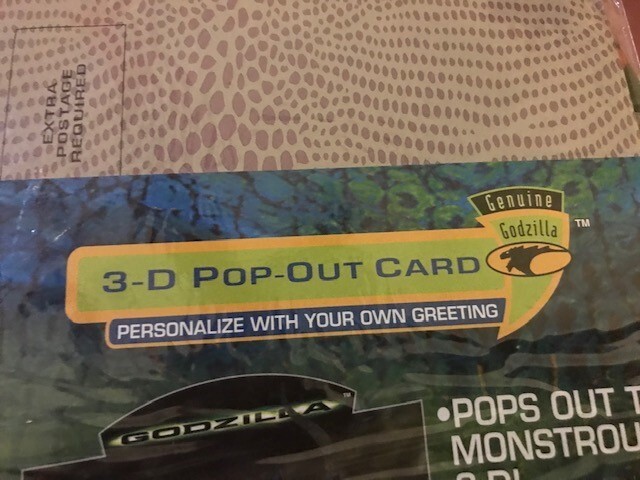 EXTRA
POSTAGE
REQUIRED
Genuine
Godzilla TM
3-D POP-OUT CARD
PERSONALIZE WITH YOUR OWN GREETING
GODZILLA TM
•POPS OUT
MONSTROU